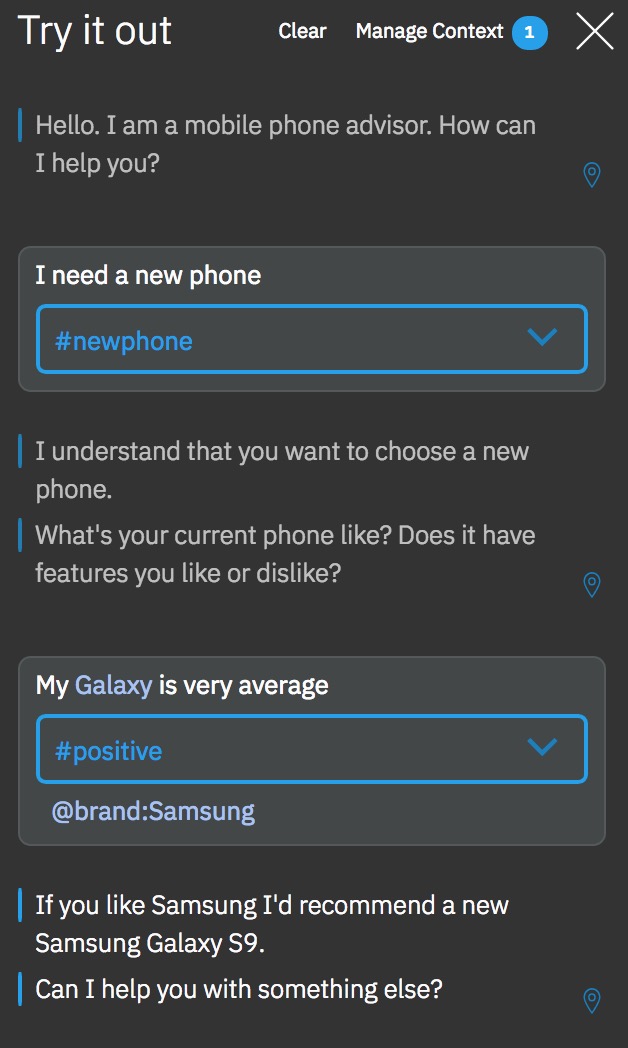 Try it out
Clear
Manage Context
1
Hello. I am a mobile phone advisor. How can
I help you?
I need a new phone
#newphone
I understand that you want to choose a new
phone.
What's your current phone like? Does it have
features you like or dislike?
My Galaxy is very average
#positive
@brand:Samsung
If you like Samsung I'd recommend a new
Samsung Galaxy S9.
Can I help you with something else?